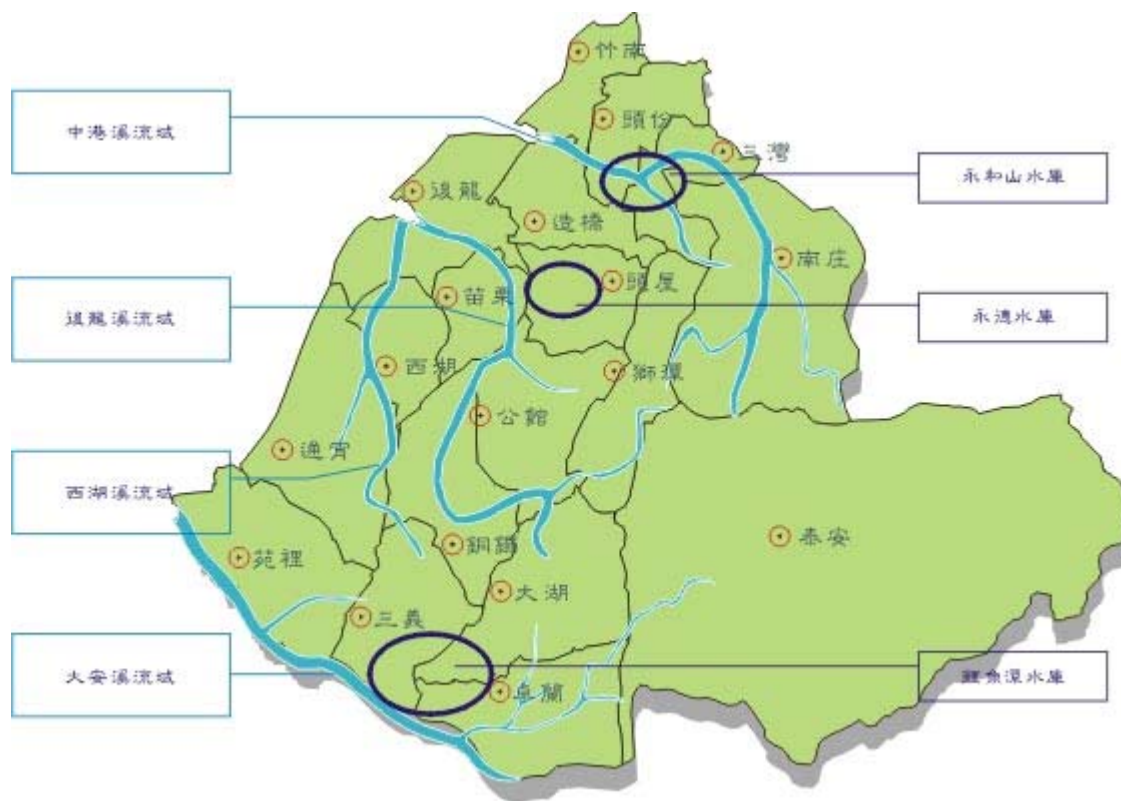 竹南
中港溪流域
頭份
三灣
永和山水庫
後龍
造橋
南庄
後龍溪流域
苗栗
頭屋
永德水庫
西湖
獅潭
公館
通宵
西湖溪流域
苑裡
銅鑼
泰安
大湖
三義
大安溪流域
卓蘭
鯉魚潭水庫